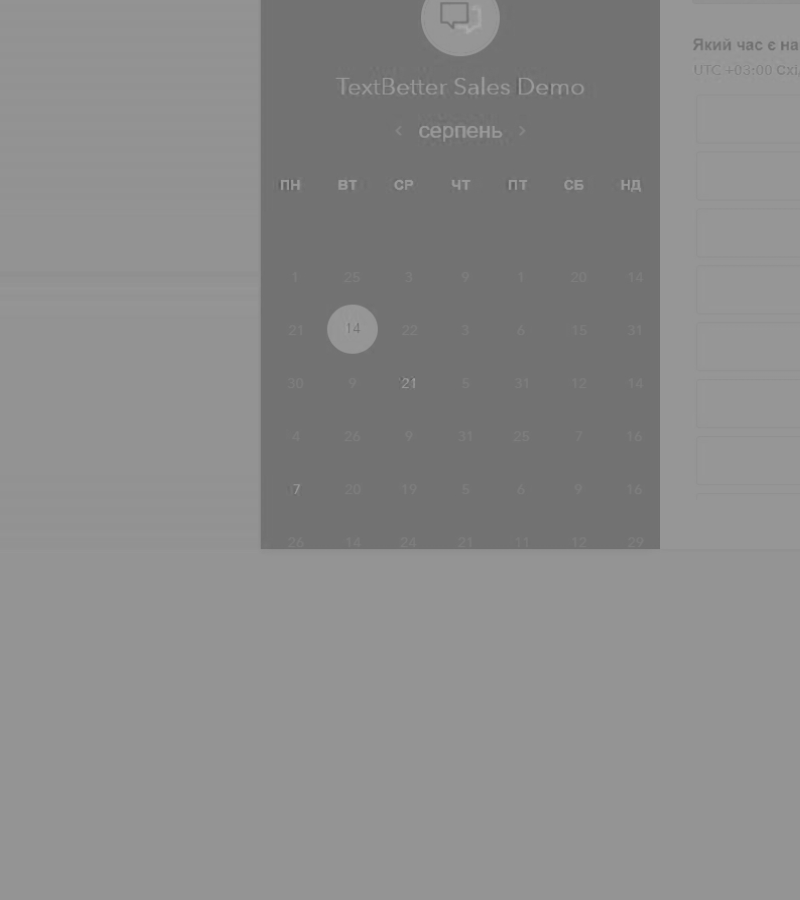 TextBetter Sales Demo
Який час є на
‹ серпень ›
UTC +03:00
ПН ВТ СР ЧТ ПТ СБ НД
1 25 3 9 1 20 14
21 14 22 3 6 15 31
30 9 21 5 31 12 14
4 26 9 31 25 7 16
7 20 19 5 6 9 16
26 14 24 21 11 12 29